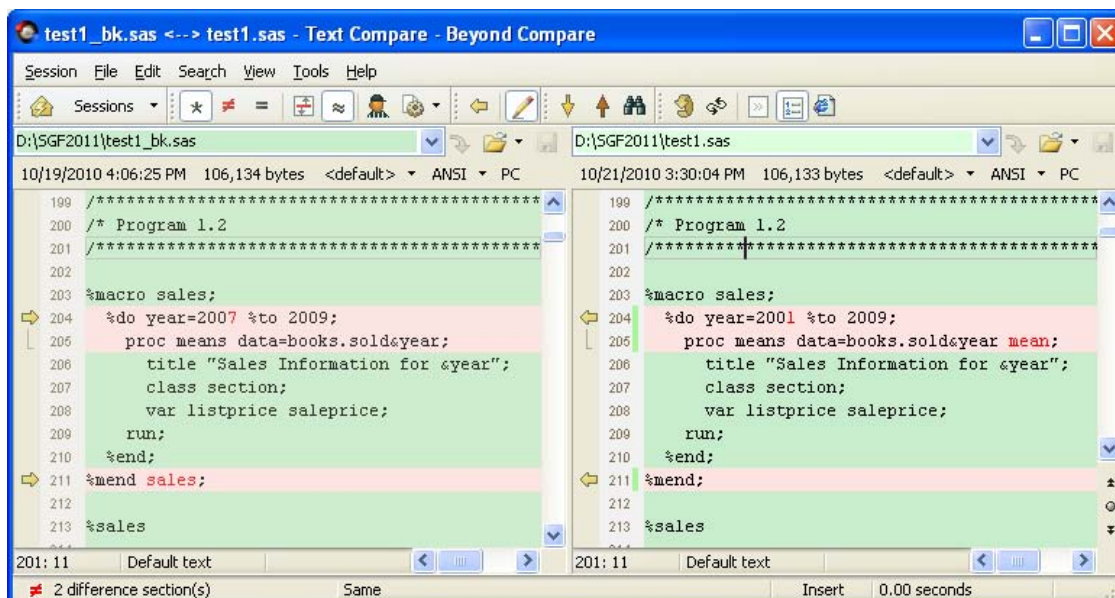 test1_bk.sas <--> test1.sas - Text Compare - Beyond Compare
Session File Edit Search View Tools Help
Sessions
D:\SGF2011\test1_bk.sas
10/19/2010 4:06:25 PM 106,134 bytes <default> ANSI PC
199 /********************************************
200 /* Program 1.2
201 /********************************************
202
203 %macro sales;
204 %do year=2007 %to 2009;
205 proc means data=books.sold&year;
206 title "Sales Information for &year";
207 class section;
208 var listprice saleprice;
209 run;
210 %end;
211 %mend sales;
212
213 %sales
201: 11 Default text
D:\SGF2011\test1.sas
10/21/2010 3:30:04 PM 106,133 bytes <default> ANSI PC
199 /********************************************
200 /* Program 1.2
201 /********************************************
202
203 %macro sales;
204 %do year=2001 %to 2009;
205 proc means data=books.sold&year mean;
206 title "Sales Information for &year";
207 class section;
208 var listprice saleprice;
209 run;
210 %end;
211 %mend;
212
213 %sales
201: 11 Default text
2 difference section(s) Same Insert 0.00 seconds